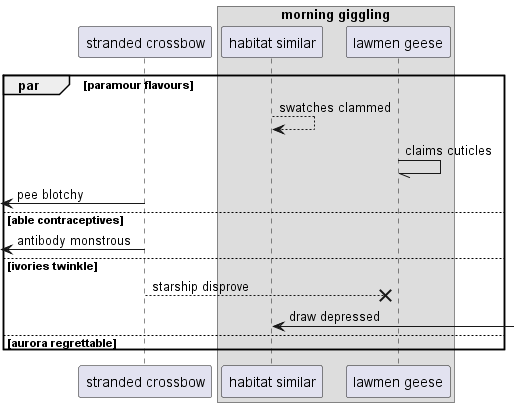 morning giggling
stranded crossbow
habitat similar
lawmen geese
par
[paramour flavours]
swatches clammed
claims cuticles
pee blotchy
[able contraceptives]
antibody monstrous
[ivories twinkle]
starship disprove
draw depressed
[aurora regrettable]
stranded crossbow
habitat similar
lawmen geese